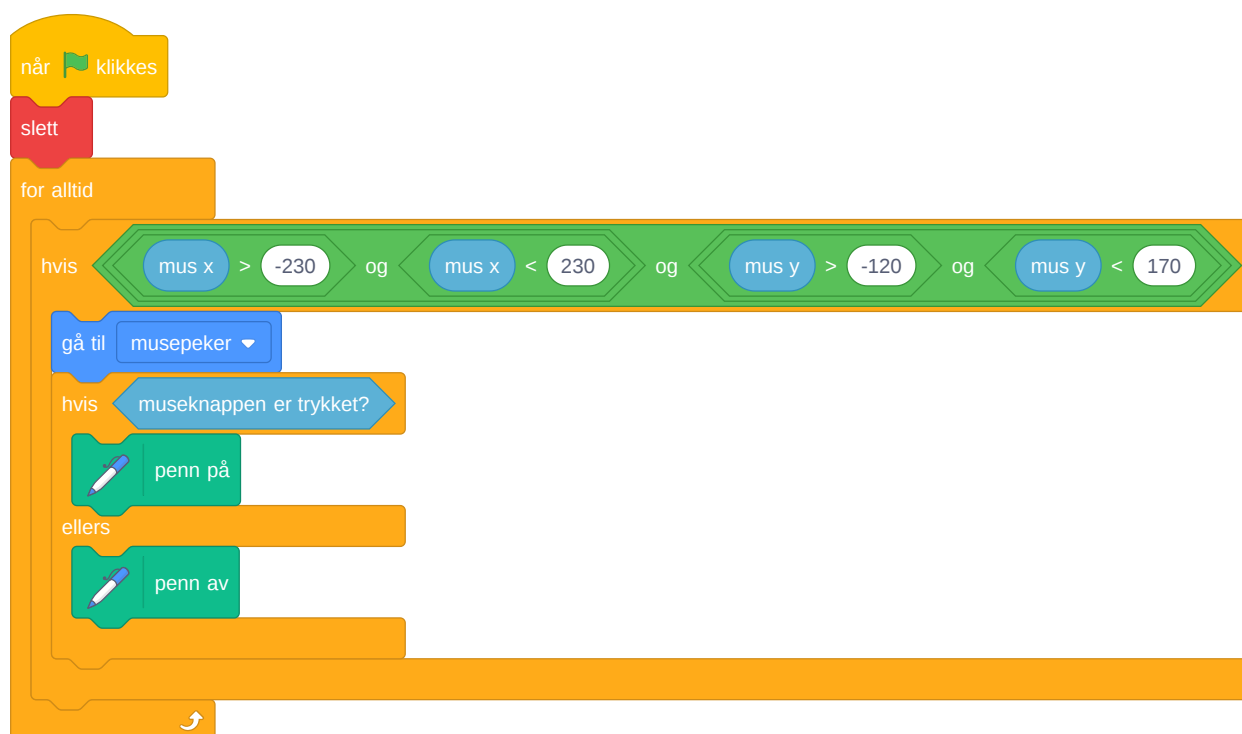 når klikkes
slett
for alltid
hvis mus x > -230 og mus x < 230 og mus y > -120 og mus y < 170
gå til musepeker
hvis museknappen er trykket?
penn på
ellers
penn av